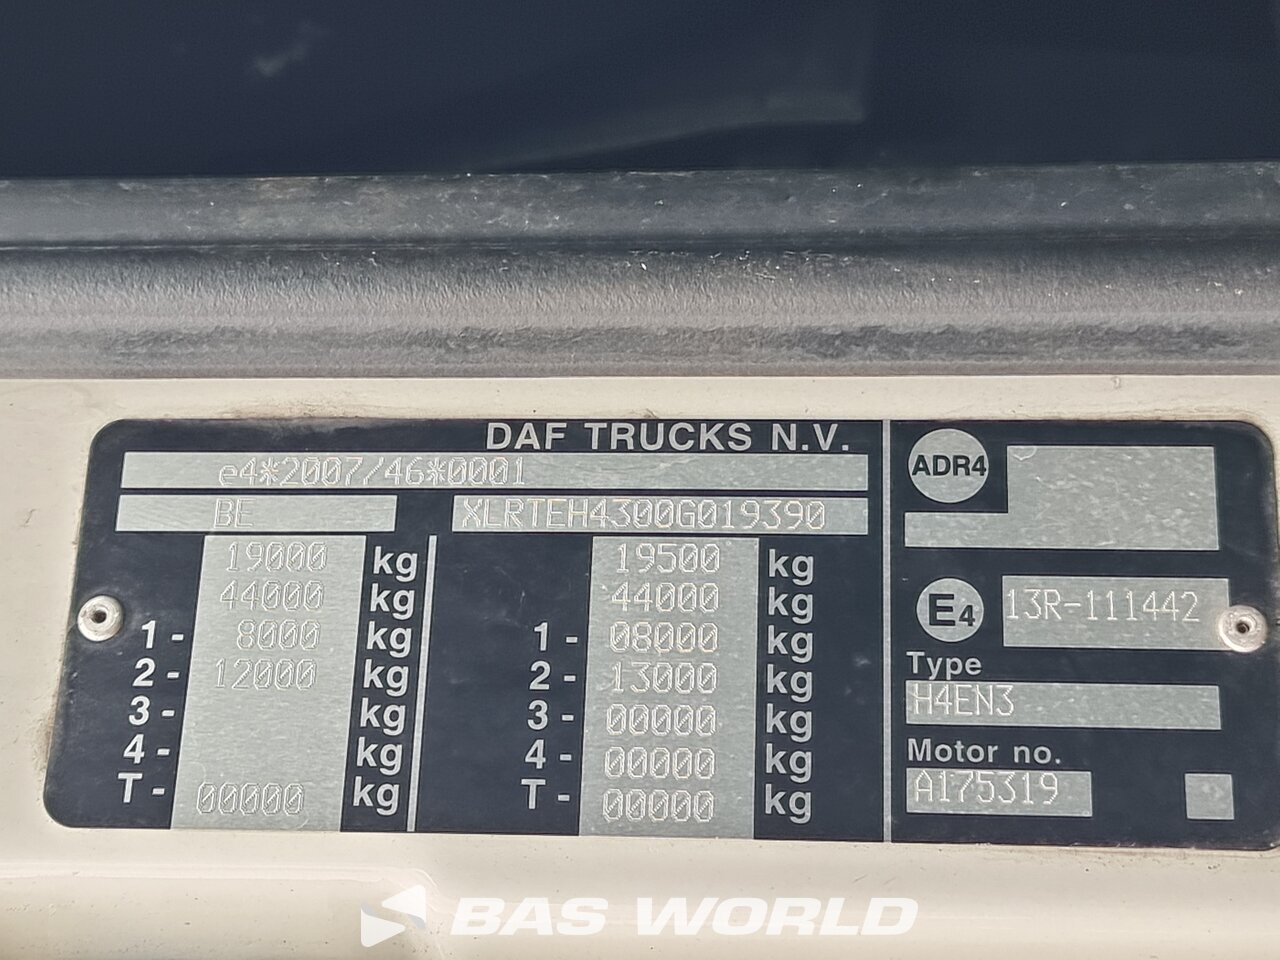 DAF TRUCKS N.V.
e4*2007/46*0001
BE XLRTEH4300G019390
19000 kg 19500 kg
44000 kg 44000 kg
1- 8000 kg 1- 08000 kg
2- 12000 kg 2- 13000 kg
3- kg 3- 00000 kg
4- kg 4- 00000 kg
T- 00000 kg T- 00000 kg
ADR4
E4 13R-111442
Type
H4EN3
Motor no.
A175319
BAS WORLD